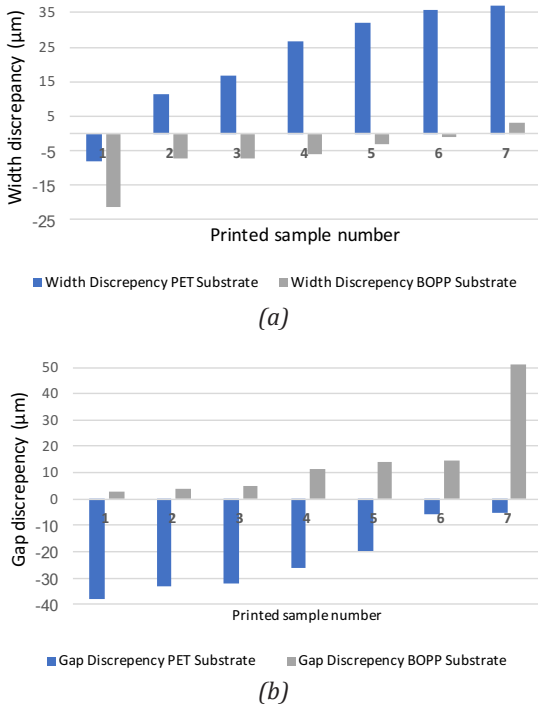 Width discrepancy (µm)
35
25
15
5
-5
-15
-25
1 2 3 4 5 6 7
Printed sample number
Width Discrepency PET Substrate Width Discrepency BOPP Substrate
(a)
Gap discrepency (µm)
50
40
30
20
10
0
-10
-20
-30
-40
1 2 3 4 5 6 7
Printed sample number
Gap Discrepency PET Substrate Gap Discrepency BOPP Substrate
(b)